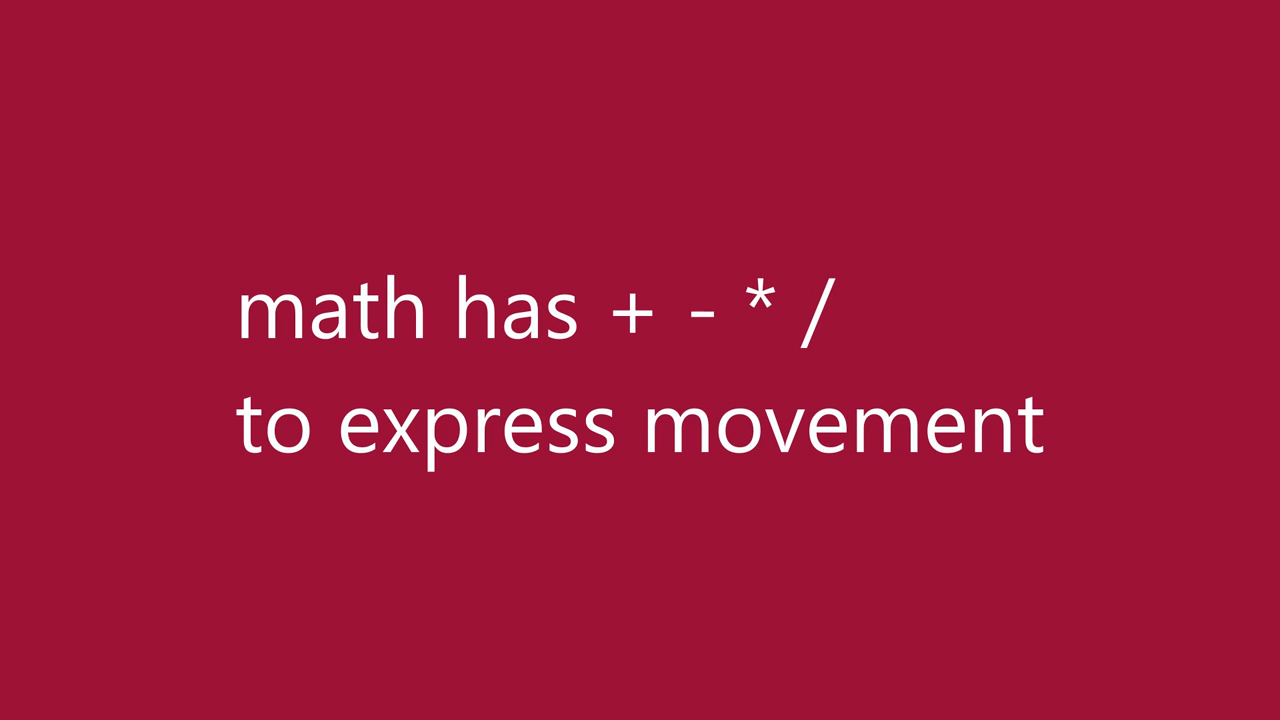 math has + - * /
to express movement